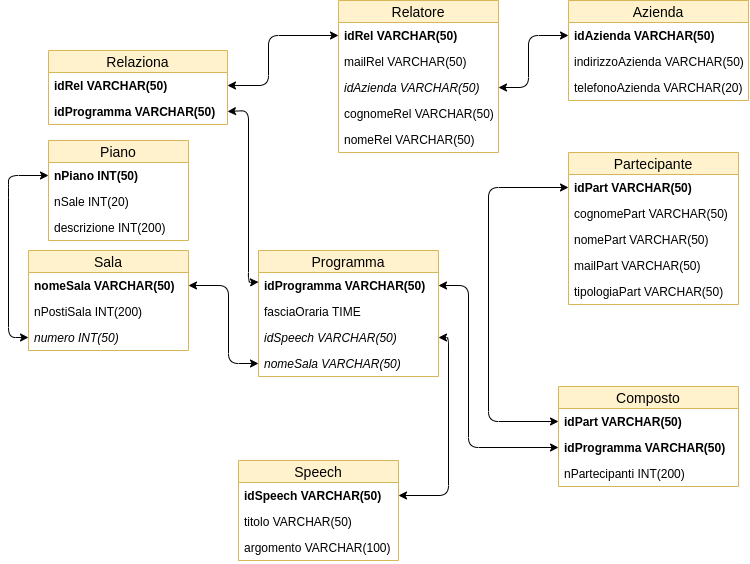 Relatore
idRel VARCHAR(50)
mailRel VARCHAR(50)
idAzienda VARCHAR(50)
cognomeRel VARCHAR(50)
nomeRel VARCHAR(50)
Azienda
idAzienda VARCHAR(50)
indirizzoAzienda VARCHAR(50)
telefonoAzienda VARCHAR(20)
Relaziona
idRel VARCHAR(50)
idProgramma VARCHAR(50)
Piano
nPiano INT(50)
nSale INT(20)
descrizione INT(200)
Partecipante
idPart VARCHAR(50)
cognomePart VARCHAR(50)
nomePart VARCHAR(50)
mailPart VARCHAR(50)
tipologiaPart VARCHAR(50)
Sala
nomeSala VARCHAR(50)
nPostiSala INT(200)
numero INT(50)
Programma
idProgramma VARCHAR(50)
fasciaOraria TIME
idSpeech VARCHAR(50)
nomeSala VARCHAR(50)
Composto
idPart VARCHAR(50)
idProgramma VARCHAR(50)
nPartecipanti INT(200)
Speech
idSpeech VARCHAR(50)
titolo VARCHAR(50)
argomento VARCHAR(100)